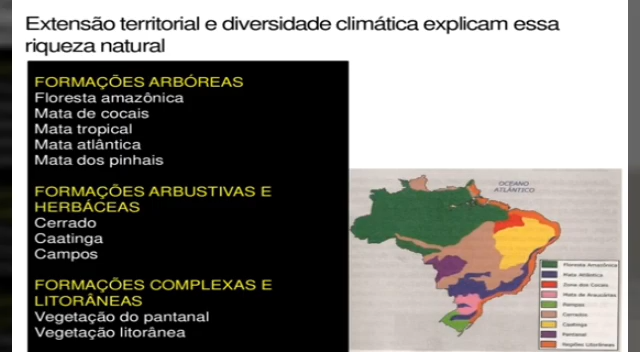 Extensão territorial e diversidade climática explicam essa
riqueza natural
FORMAÇÕES ARBÓREAS
Floresta amazônica
Mata de cocais
Mata tropical
Mata atlântica
Mata dos pinhais
FORMAÇÕES ARBUSTIVAS E
HERBÁCEAS
Cerrado
Caatinga
Campos
FORMAÇÕES COMPLEXAS E
LITORÂNEAS
Vegetação do pantanal
Vegetação litorânea
OCEANO
ATLÂNTICO
Floresta Amazônica
Mata Atlântica
Zona dos Cocais
Mata de Araucárias
Pampas
Cerrados
Caatinga
Pantanal
Regiões Litorâneas